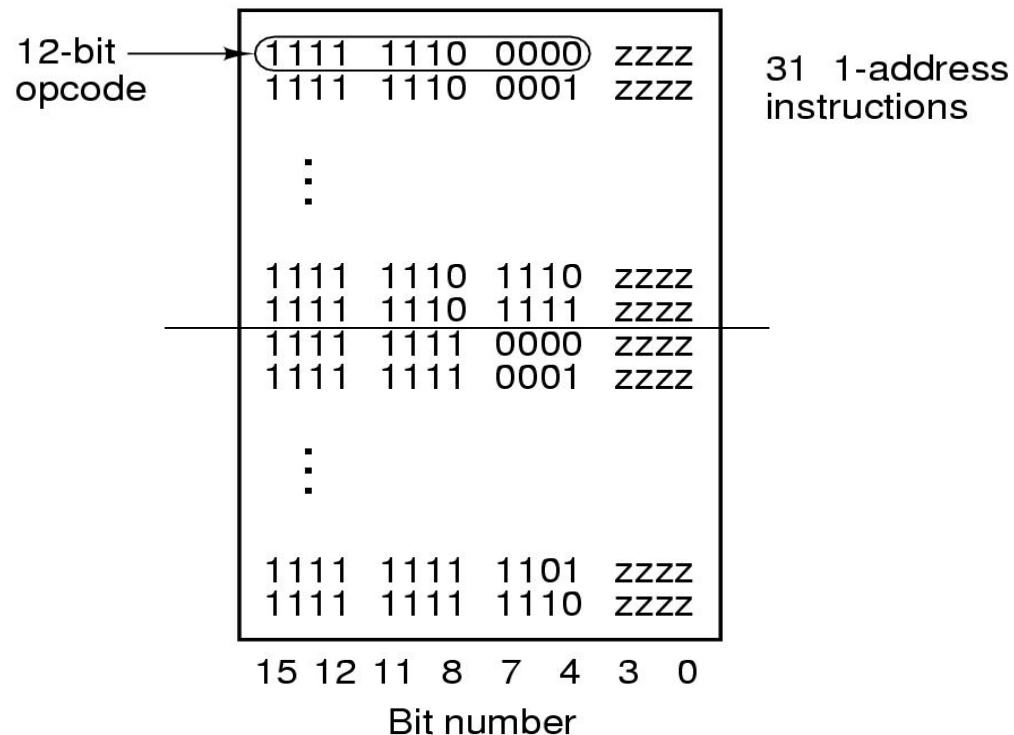 12-bit
opcode
1111 1110 0000 zzzz
1111 1110 0001 zzzz
31 1-address
instructions
1111 1110 1110 zzzz
1111 1110 1111 zzzz
1111 1111 0000 zzzz
1111 1111 0001 zzzz
1111 1111 1101 zzzz
1111 1111 1110 zzzz
15 12 11 8 7 4 3 0
Bit number